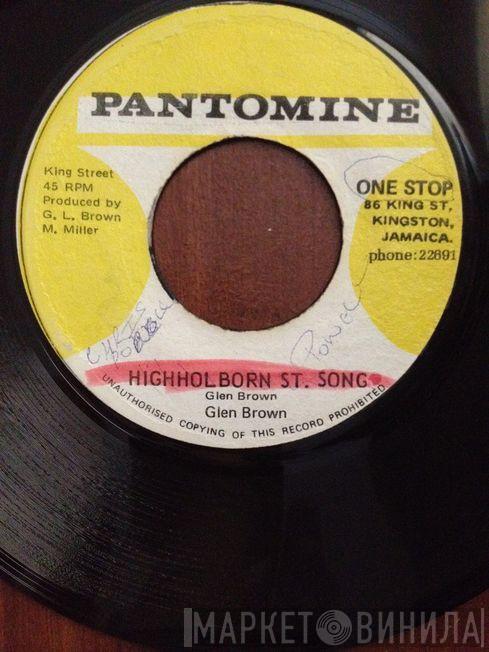 PANTOMINE
King Street
45 RPM
Produced by
G. L. Brown
M. Miller
ONE STOP
86 KING ST,
KINGSTON,
JAMAICA.
phone:22691
HIGHHOLBORN ST. SONG
Glen Brown
Glen Brown
UNAUTHORISED COPYING OF THIS RECORD PROHIBITED
МАРКЕТ ВИНИЛА